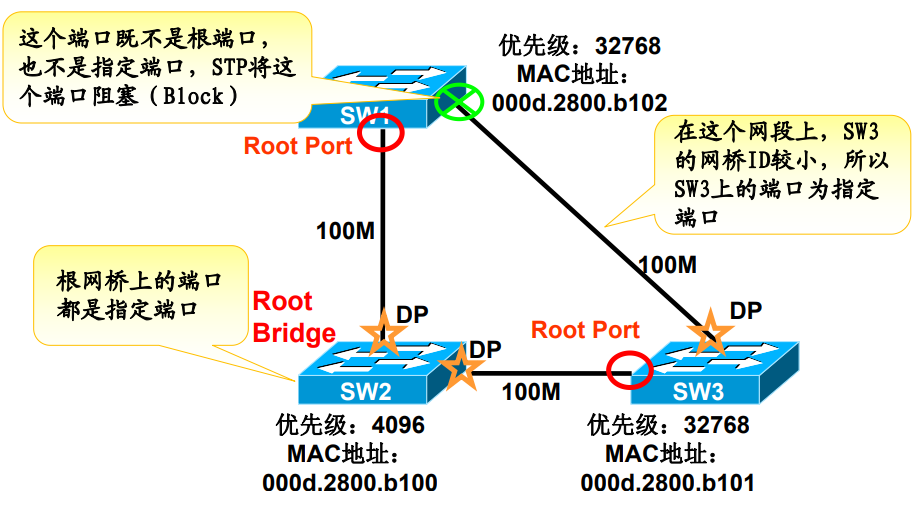 这个端口既不是根端口，
也不是指定端口，STP将这
个端口阻塞（Block）
优先级：32768
MAC地址：
000d.2800.b102
SW1
Root Port
在这个网段上，SW3
的网桥ID较小，所以
SW3上的端口为指定
端口
100M
100M
根网桥上的端口
都是指定端口
Root
Bridge
DP
DP
Root Port
DP
SW2
100M
SW3
优先级：4096
MAC地址：
000d.2800.b100
优先级：32768
MAC地址：
000d.2800.b101